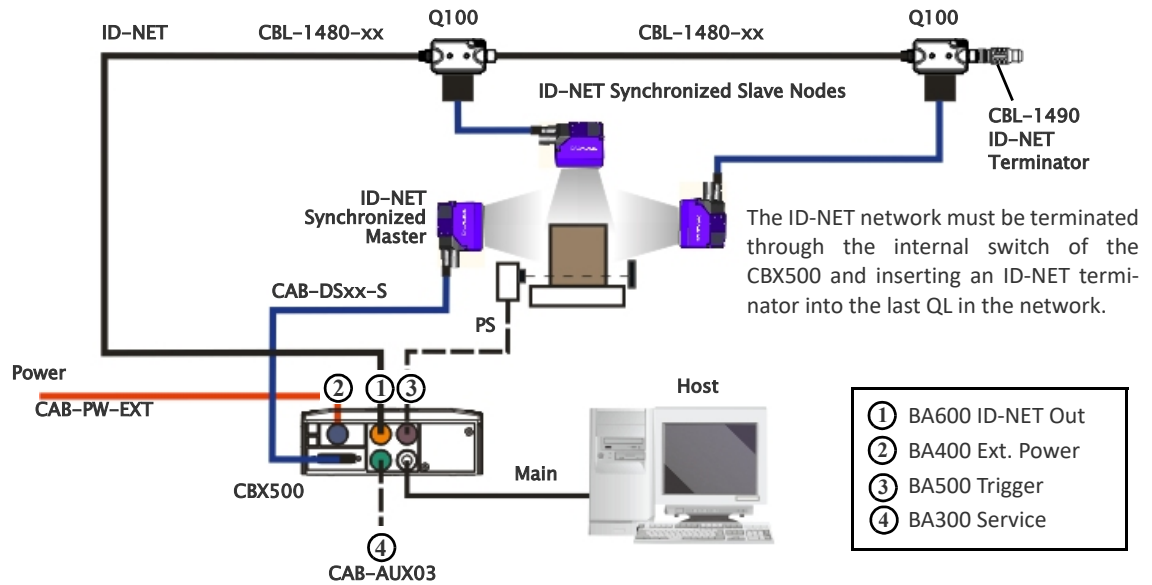 ID-NET
CBL-1480-xx
Q100
CBL-1480-xx
Q100
ID-NET Synchronized Slave Nodes
CBL-1490
ID-NET
Terminator
ID-NET
Synchronized
Master
The ID-NET network must be terminated
through the internal switch of the
CBX500 and inserting an ID-NET termi-
nator into the last QL in the network.
CAB-DSxx-S
PS
Power
CAB-PW-EXT
2
1
3
Host
CBX500
Main
4
CAB-AUX03
1 BA600 ID-NET Out
2 BA400 Ext. Power
3 BA500 Trigger
4 BA300 Service